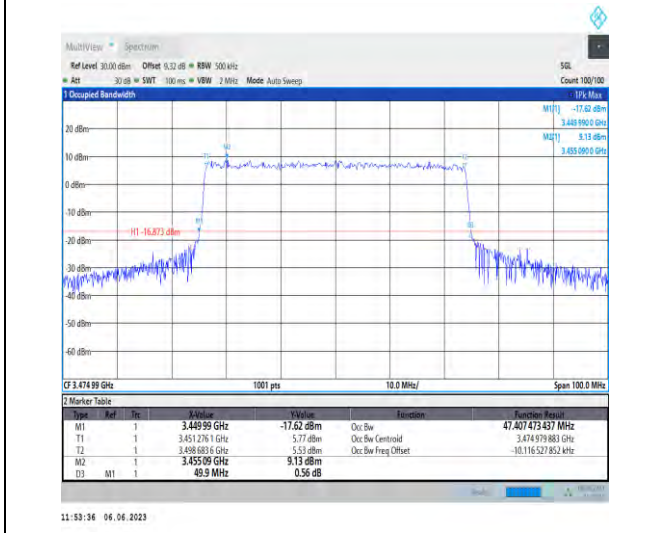 MultiView Spectrum
Ref Level 30.00 dBm Offset 9.32 dB RBW 500 kHz SGL
Att 30 dB SWT 100 ms VBW 2 MHz Mode Auto Sweep Count 100/100
1 Occupied Bandwidth 1Pk Max
M1[1] -17.62 dBm
3.449 990 0 GHz
M2[1] 9.13 dBm
3.455 090 0 GHz
20 dBm
10 dBm
0 dBm
-10 dBm
H1 -16.873 dBm
-20 dBm
-30 dBm
-40 dBm
-50 dBm
-60 dBm
CF 3.474 99 GHz 1001 pts 10.0 MHz/ Span 100.0 MHz
2 Marker Table
Type Ref Trc X-Value Y-Value Function Function Result
M1 1 3.449 99 GHz -17.62 dBm Occ Bw 47.407 473 437 MHz
T1 1 3.451 276 1 GHz 5.77 dBm Occ Bw Centroid 3.474 979 883 GHz
T2 1 3.498 683 6 GHz 5.53 dBm Occ Bw Freq Offset -10.116 527 852 kHz
M2 1 3.455 09 GHz 9.13 dBm
D3 M1 1 49.9 MHz 0.56 dB
11:53:36 06.06.2023